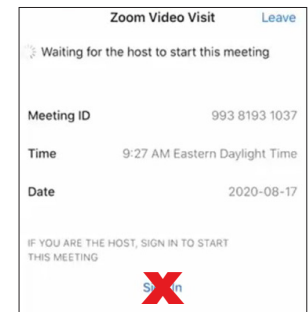 Zoom Video Visit Leave
Waiting for the host to start this meeting
Meeting ID 993 8193 1037
Time 9:27 AM Eastern Daylight Time
Date 2020-08-17
IF YOU ARE THE HOST, SIGN IN TO START
THIS MEETING